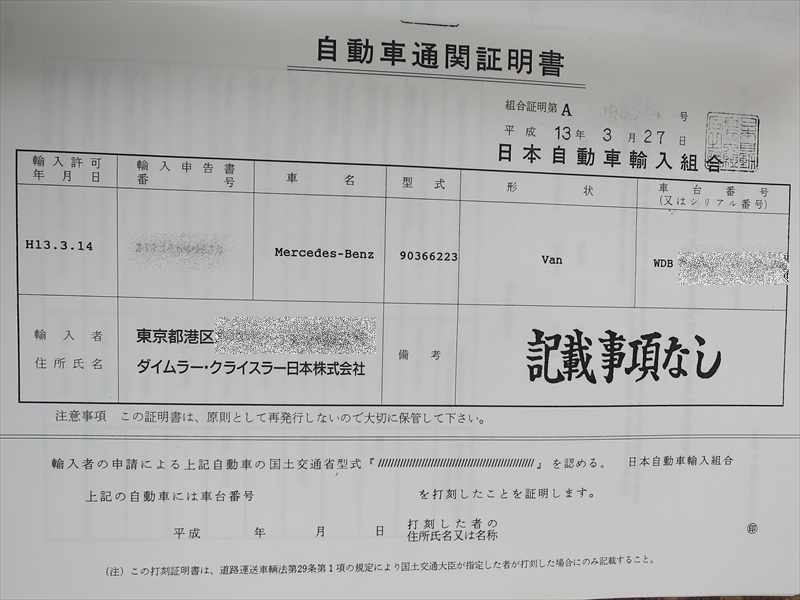 自動車通関証明書
組合証明第 A 号
平成 13年 3月27日
日本自動車輸入組合
輸入許可年月日
輸入申告書番号
車名
型式
形状
車台番号(又はシリアル番号)
H13.3.14
Mercedes-Benz
90366223
Van
WDB
輸入者住所氏名
東京都港区
ダイムラー・クライスラー日本株式会社
備考
記載事項なし
注意事項 この証明書は、原則として再発行しないので大切に保管して下さい。
輸入者の申請による上記自動車の国土交通省型式『////////////////////////////////////////』を認める。 日本自動車輸入組合
上記の自動車には車台番号 を打刻したことを証明します。
平成 年 月 日 打刻した者の住所氏名又は名称 ㊞
(注) この打刻証明書は、道路運送車輌法第29条第1項の規定により国土交通大臣が指定した者が打刻した場合にのみ記載すること。